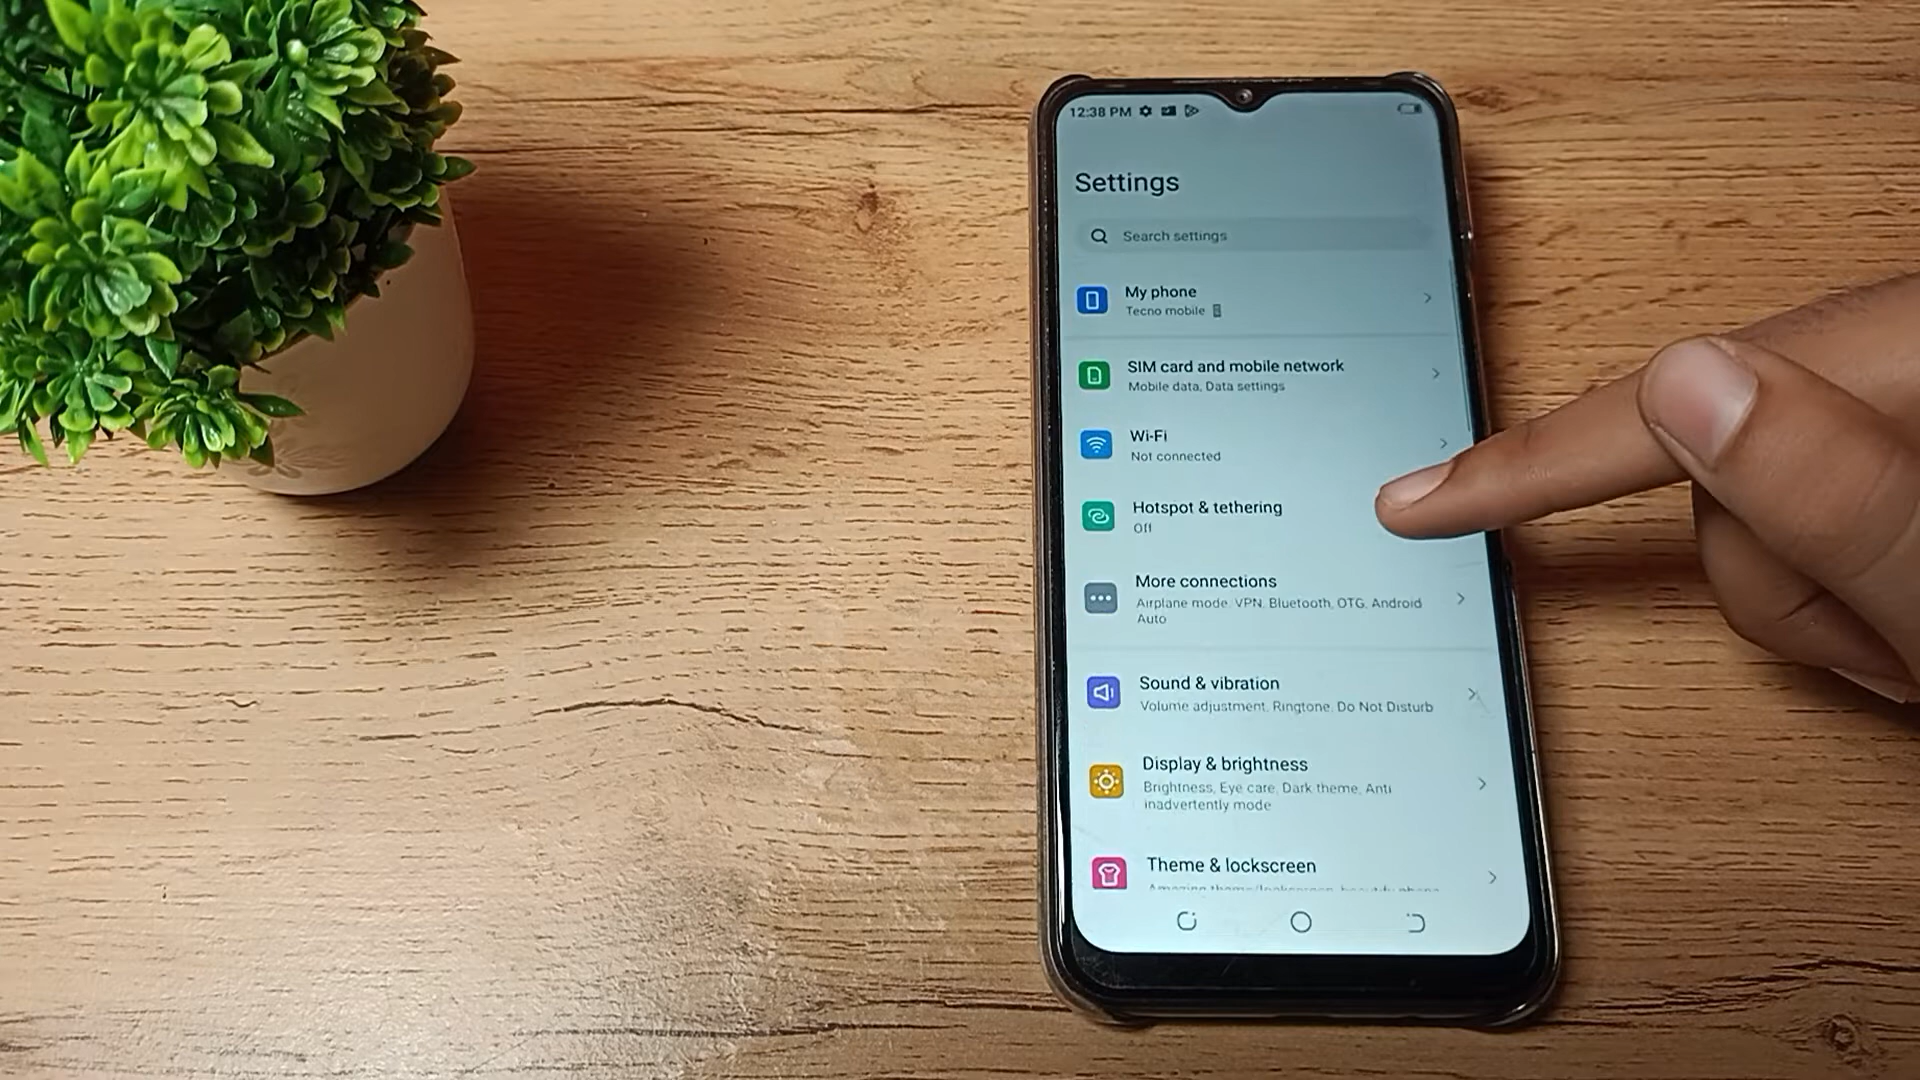 12:38 PM
Settings
Search settings
My phone
Tecno mobile
SIM card and mobile network
Mobile data, Data settings
Wi-Fi
Not connected
Hotspot & tethering
Off
More connections
Airplane mode, VPN, Bluetooth, OTG, Android
Auto
Sound & vibration
Volume adjustment, Ringtone, Do Not Disturb
Display & brightness
Brightness, Eye care, Dark theme, Anti
inadvertently mode
Theme & lockscreen